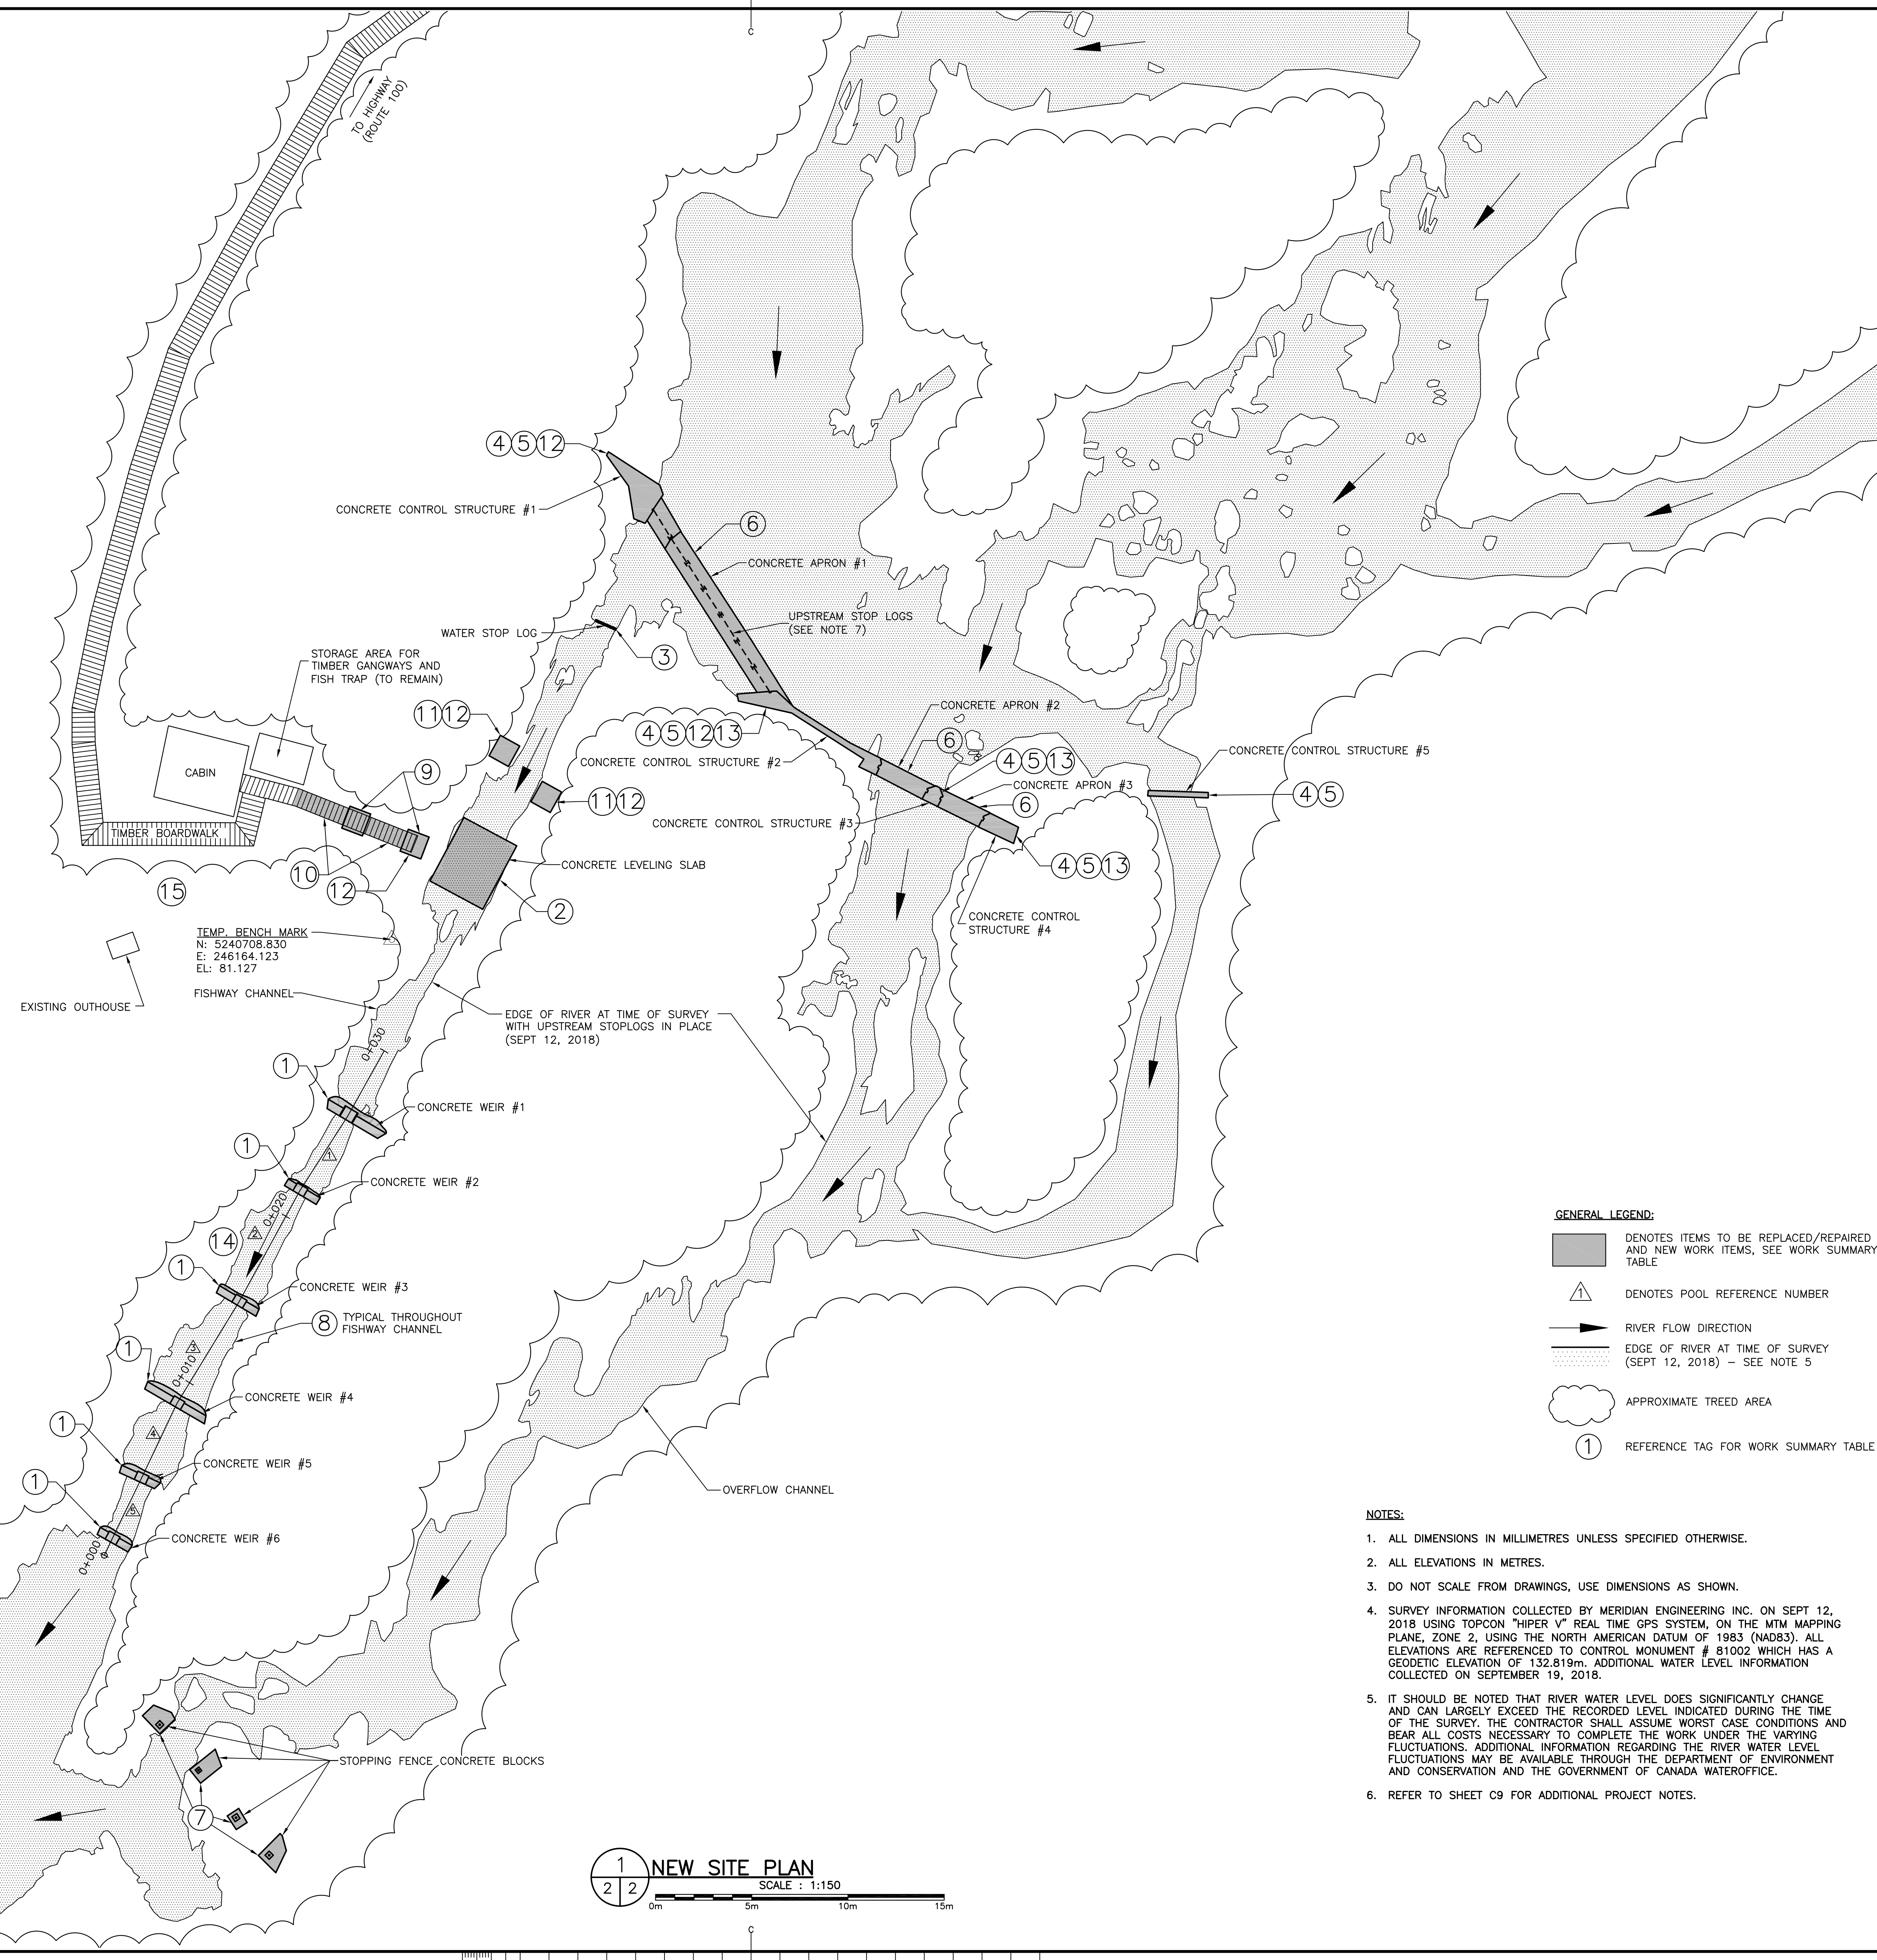 C
TO HIGHWAY
(ROUTE 100)
4 5 12
CONCRETE CONTROL STRUCTURE #1
6
CONCRETE APRON #1
UPSTREAM STOP LOGS
(SEE NOTE 7)
WATER STOP LOG
3
STORAGE AREA FOR
TIMBER GANGWAYS AND
FISH TRAP (TO REMAIN)
11 12
4 5 12 13
CONCRETE APRON #2
6
CONCRETE CONTROL STRUCTURE #2
4 5 13
CONCRETE CONTROL STRUCTURE #5
CABIN
9
CONCRETE APRON #3
4 5
11 12
6
CONCRETE CONTROL STRUCTURE #3
TIMBER BOARDWALK
CONCRETE LEVELING SLAB
4 5 13
10
12
15
2
CONCRETE CONTROL
STRUCTURE #4
TEMP. BENCH MARK
N: 5240708.830
E: 246164.123
EL: 81.127
FISHWAY CHANNEL
EXISTING OUTHOUSE
EDGE OF RIVER AT TIME OF SURVEY
WITH UPSTREAM STOPLOGS IN PLACE
(SEPT 12, 2018)
0+030
1
CONCRETE WEIR #1
1
1
CONCRETE WEIR #2
0+020
2
14
1
CONCRETE WEIR #3
8
TYPICAL THROUGHOUT
FISHWAY CHANNEL
3
1
0+010
CONCRETE WEIR #4
1
4
CONCRETE WEIR #5
1
5
CONCRETE WEIR #6
0+000
OVERFLOW CHANNEL
STOPPING FENCE CONCRETE BLOCKS
7
GENERAL LEGEND:
DENOTES ITEMS TO BE REPLACED/REPAIRED
AND NEW WORK ITEMS, SEE WORK SUMMARY
TABLE
1
DENOTES POOL REFERENCE NUMBER
RIVER FLOW DIRECTION
EDGE OF RIVER AT TIME OF SURVEY
(SEPT 12, 2018) – SEE NOTE 5
APPROXIMATE TREED AREA
1
REFERENCE TAG FOR WORK SUMMARY TABLE
NOTES:
1. ALL DIMENSIONS IN MILLIMETRES UNLESS SPECIFIED OTHERWISE.
2. ALL ELEVATIONS IN METRES.
3. DO NOT SCALE FROM DRAWINGS, USE DIMENSIONS AS SHOWN.
4. SURVEY INFORMATION COLLECTED BY MERIDIAN ENGINEERING INC. ON SEPT 12,
2018 USING TOPCON "HIPER V" REAL TIME GPS SYSTEM, ON THE MTM MAPPING
PLANE, ZONE 2, USING THE NORTH AMERICAN DATUM OF 1983 (NAD83). ALL
ELEVATIONS ARE REFERENCED TO CONTROL MONUMENT # 81002 WHICH HAS A
GEODETIC ELEVATION OF 132.819m. ADDITIONAL WATER LEVEL INFORMATION
COLLECTED ON SEPTEMBER 19, 2018.
5. IT SHOULD BE NOTED THAT RIVER WATER LEVEL DOES SIGNIFICANTLY CHANGE
AND CAN LARGELY EXCEED THE RECORDED LEVEL INDICATED DURING THE TIME
OF THE SURVEY. THE CONTRACTOR SHALL ASSUME WORST CASE CONDITIONS AND
BEAR ALL COSTS NECESSARY TO COMPLETE THE WORK UNDER THE VARYING
FLUCTUATIONS. ADDITIONAL INFORMATION REGARDING THE RIVER WATER LEVEL
FLUCTUATIONS MAY BE AVAILABLE THROUGH THE DEPARTMENT OF ENVIRONMENT
AND CONSERVATION AND THE GOVERNMENT OF CANADA WATEROFFICE.
6. REFER TO SHEET C9 FOR ADDITIONAL PROJECT NOTES.
1
2 2
NEW SITE PLAN
SCALE : 1:150
0m 5m 10m 15m
C